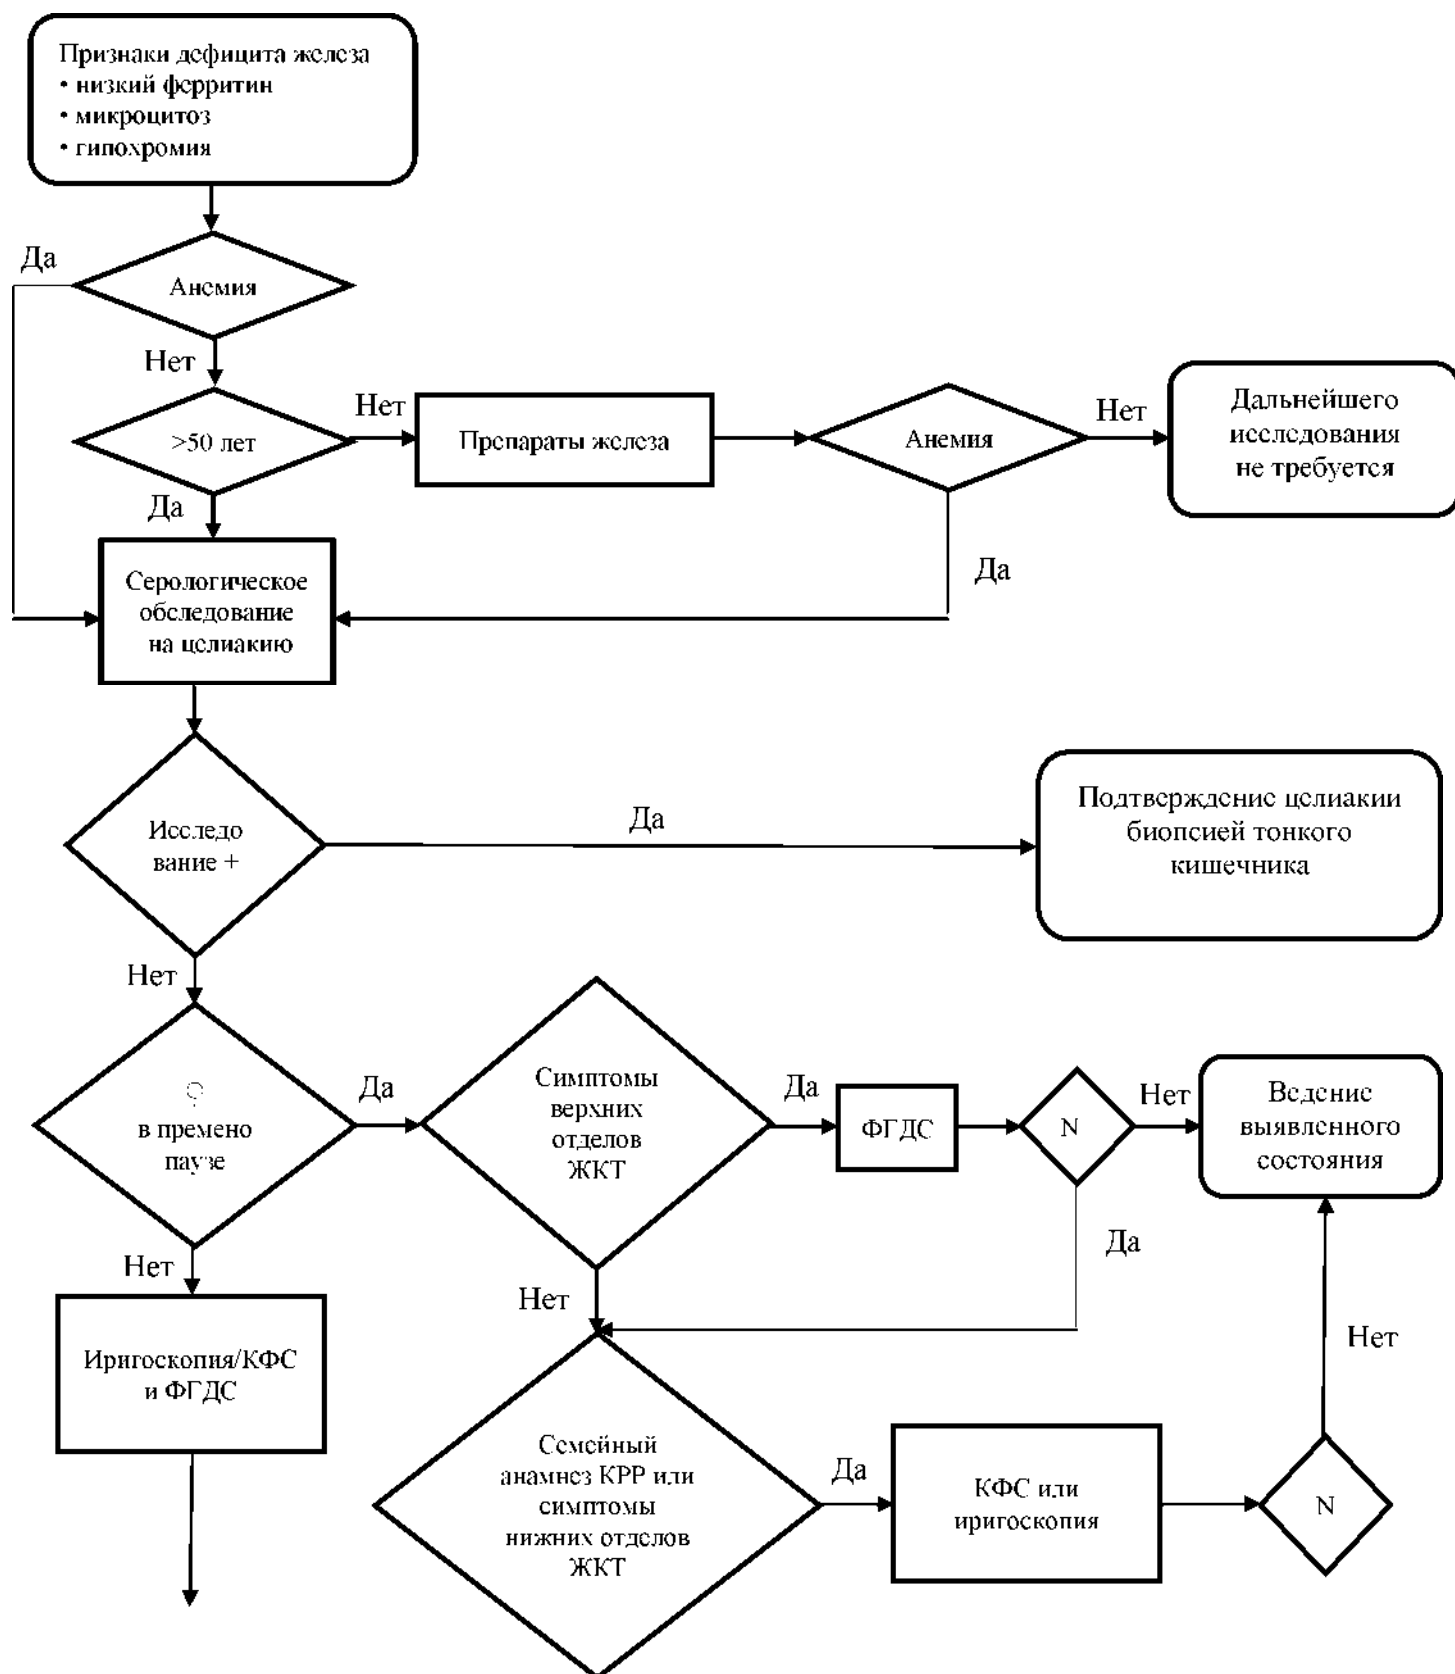 Признаки дефицита железа
• низкий ферритин
• микроцитоз
• гипохромия
Да
Анемия
Нет
>50 лет
Нет
Препараты железа
Анемия
Нет
Дальнейшего
исследования
не требуется
Да
Да
Серологическое
обследование
на целиакию
Исследо
вание +
Да
Подтверждение целиакии
биопсией тонкого
кишечника
Нет
♀
в премено
паузе
Да
Симптомы
верхних
отделов
ЖКТ
Да
ФГДС
N
Нет
Ведение
выявленного
состояния
Да
Нет
Нет
Иригоскопия/КФС
и ФГДС
Нет
Семейный
анамнез КРР или
симптомы
нижних отделов
ЖКТ
Да
КФС или
иригоскопия
N